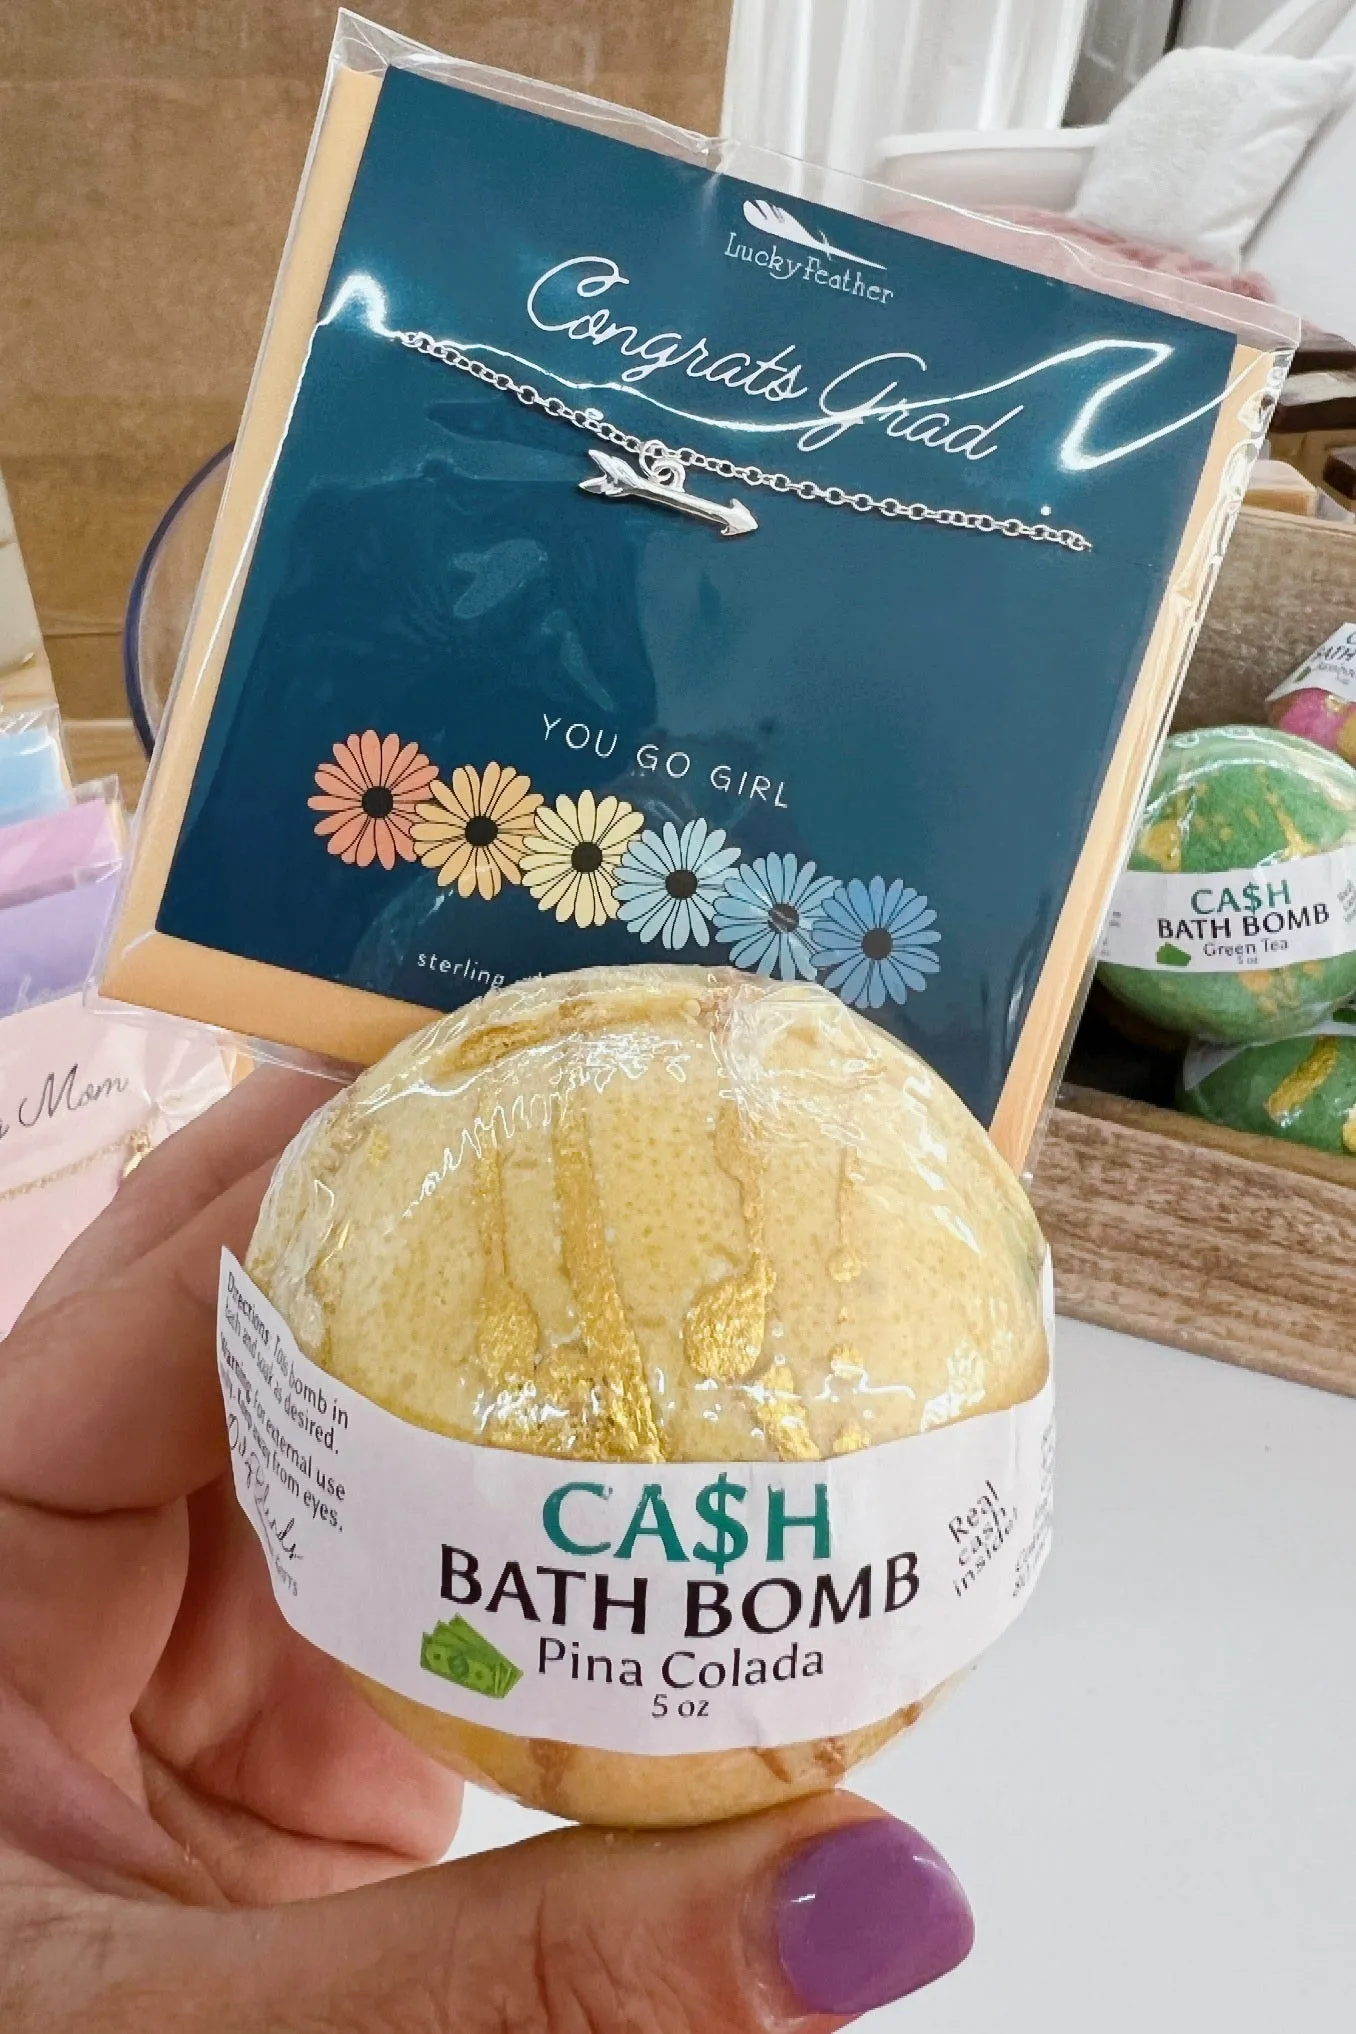 Lucky Feather
Congrats Grad
YOU GO GIRL
sterling
Mom
CA$H
BATH BOMB
Green Tea
5 oz
Directions: Toss bomb in
bath and soak as desired.
Warning: for external use
only. Keep away from eyes.
CA$H
BATH BOMB
Pina Colada
5 oz
Real
cash
inside!